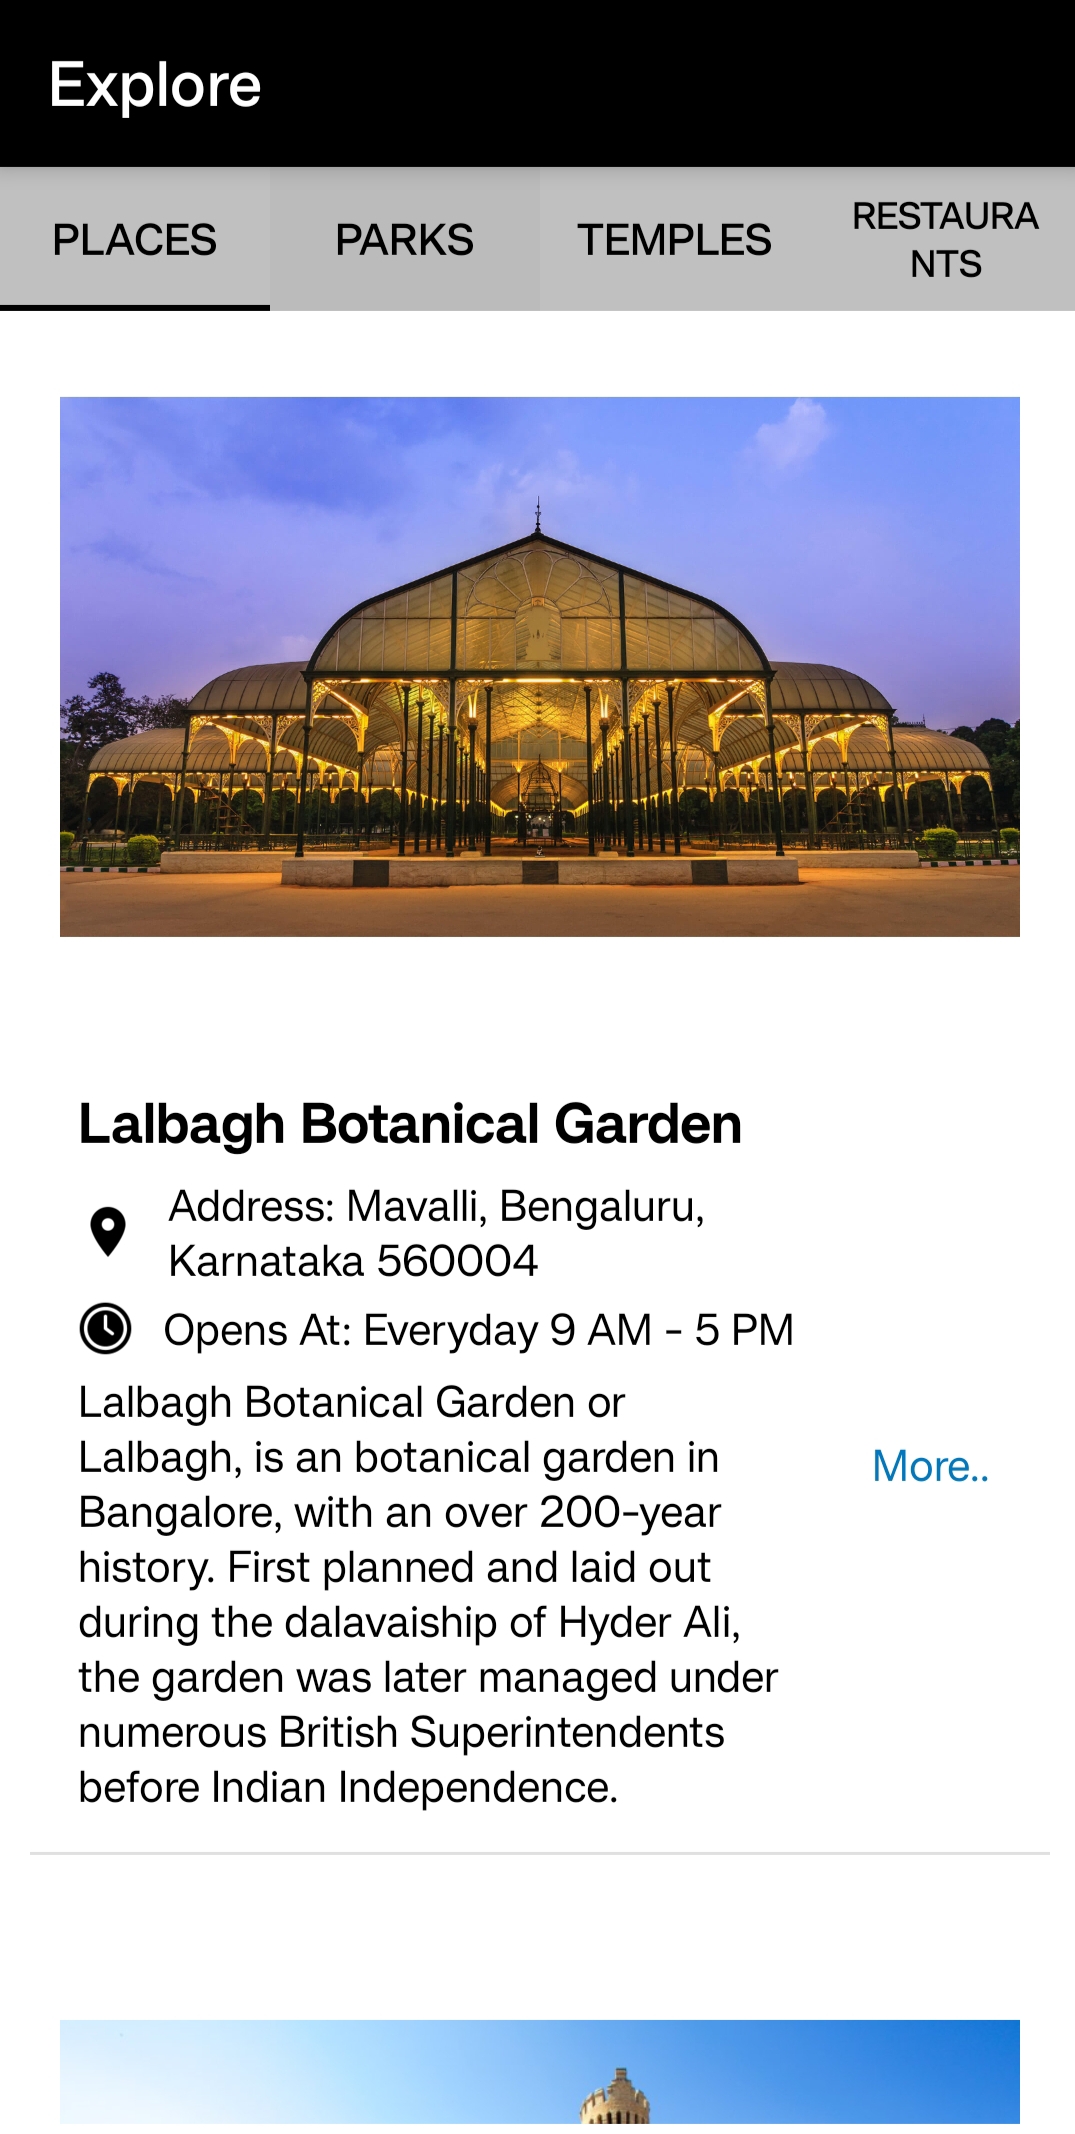 Explore
PLACES
PARKS
TEMPLES
RESTAURA
NTS
Lalbagh Botanical Garden
Address: Mavalli, Bengaluru,
Karnataka 560004
Opens At: Everyday 9 AM - 5 PM
Lalbagh Botanical Garden or
Lalbagh, is an botanical garden in
Bangalore, with an over 200-year
history. First planned and laid out
during the dalavaiship of Hyder Ali,
the garden was later managed under
numerous British Superintendents
before Indian Independence.
More..